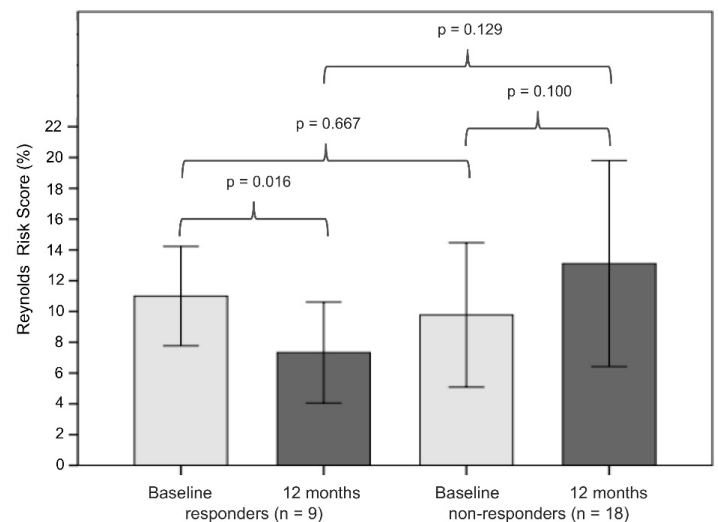 p = 0.129
p = 0.100
p = 0.667
p = 0.016
Reynolds Risk Score (%)
22
20
18
16
14
12
10
8
6
4
2
0
Baseline 12 months Baseline 12 months
responders (n = 9) non-responders (n = 18)